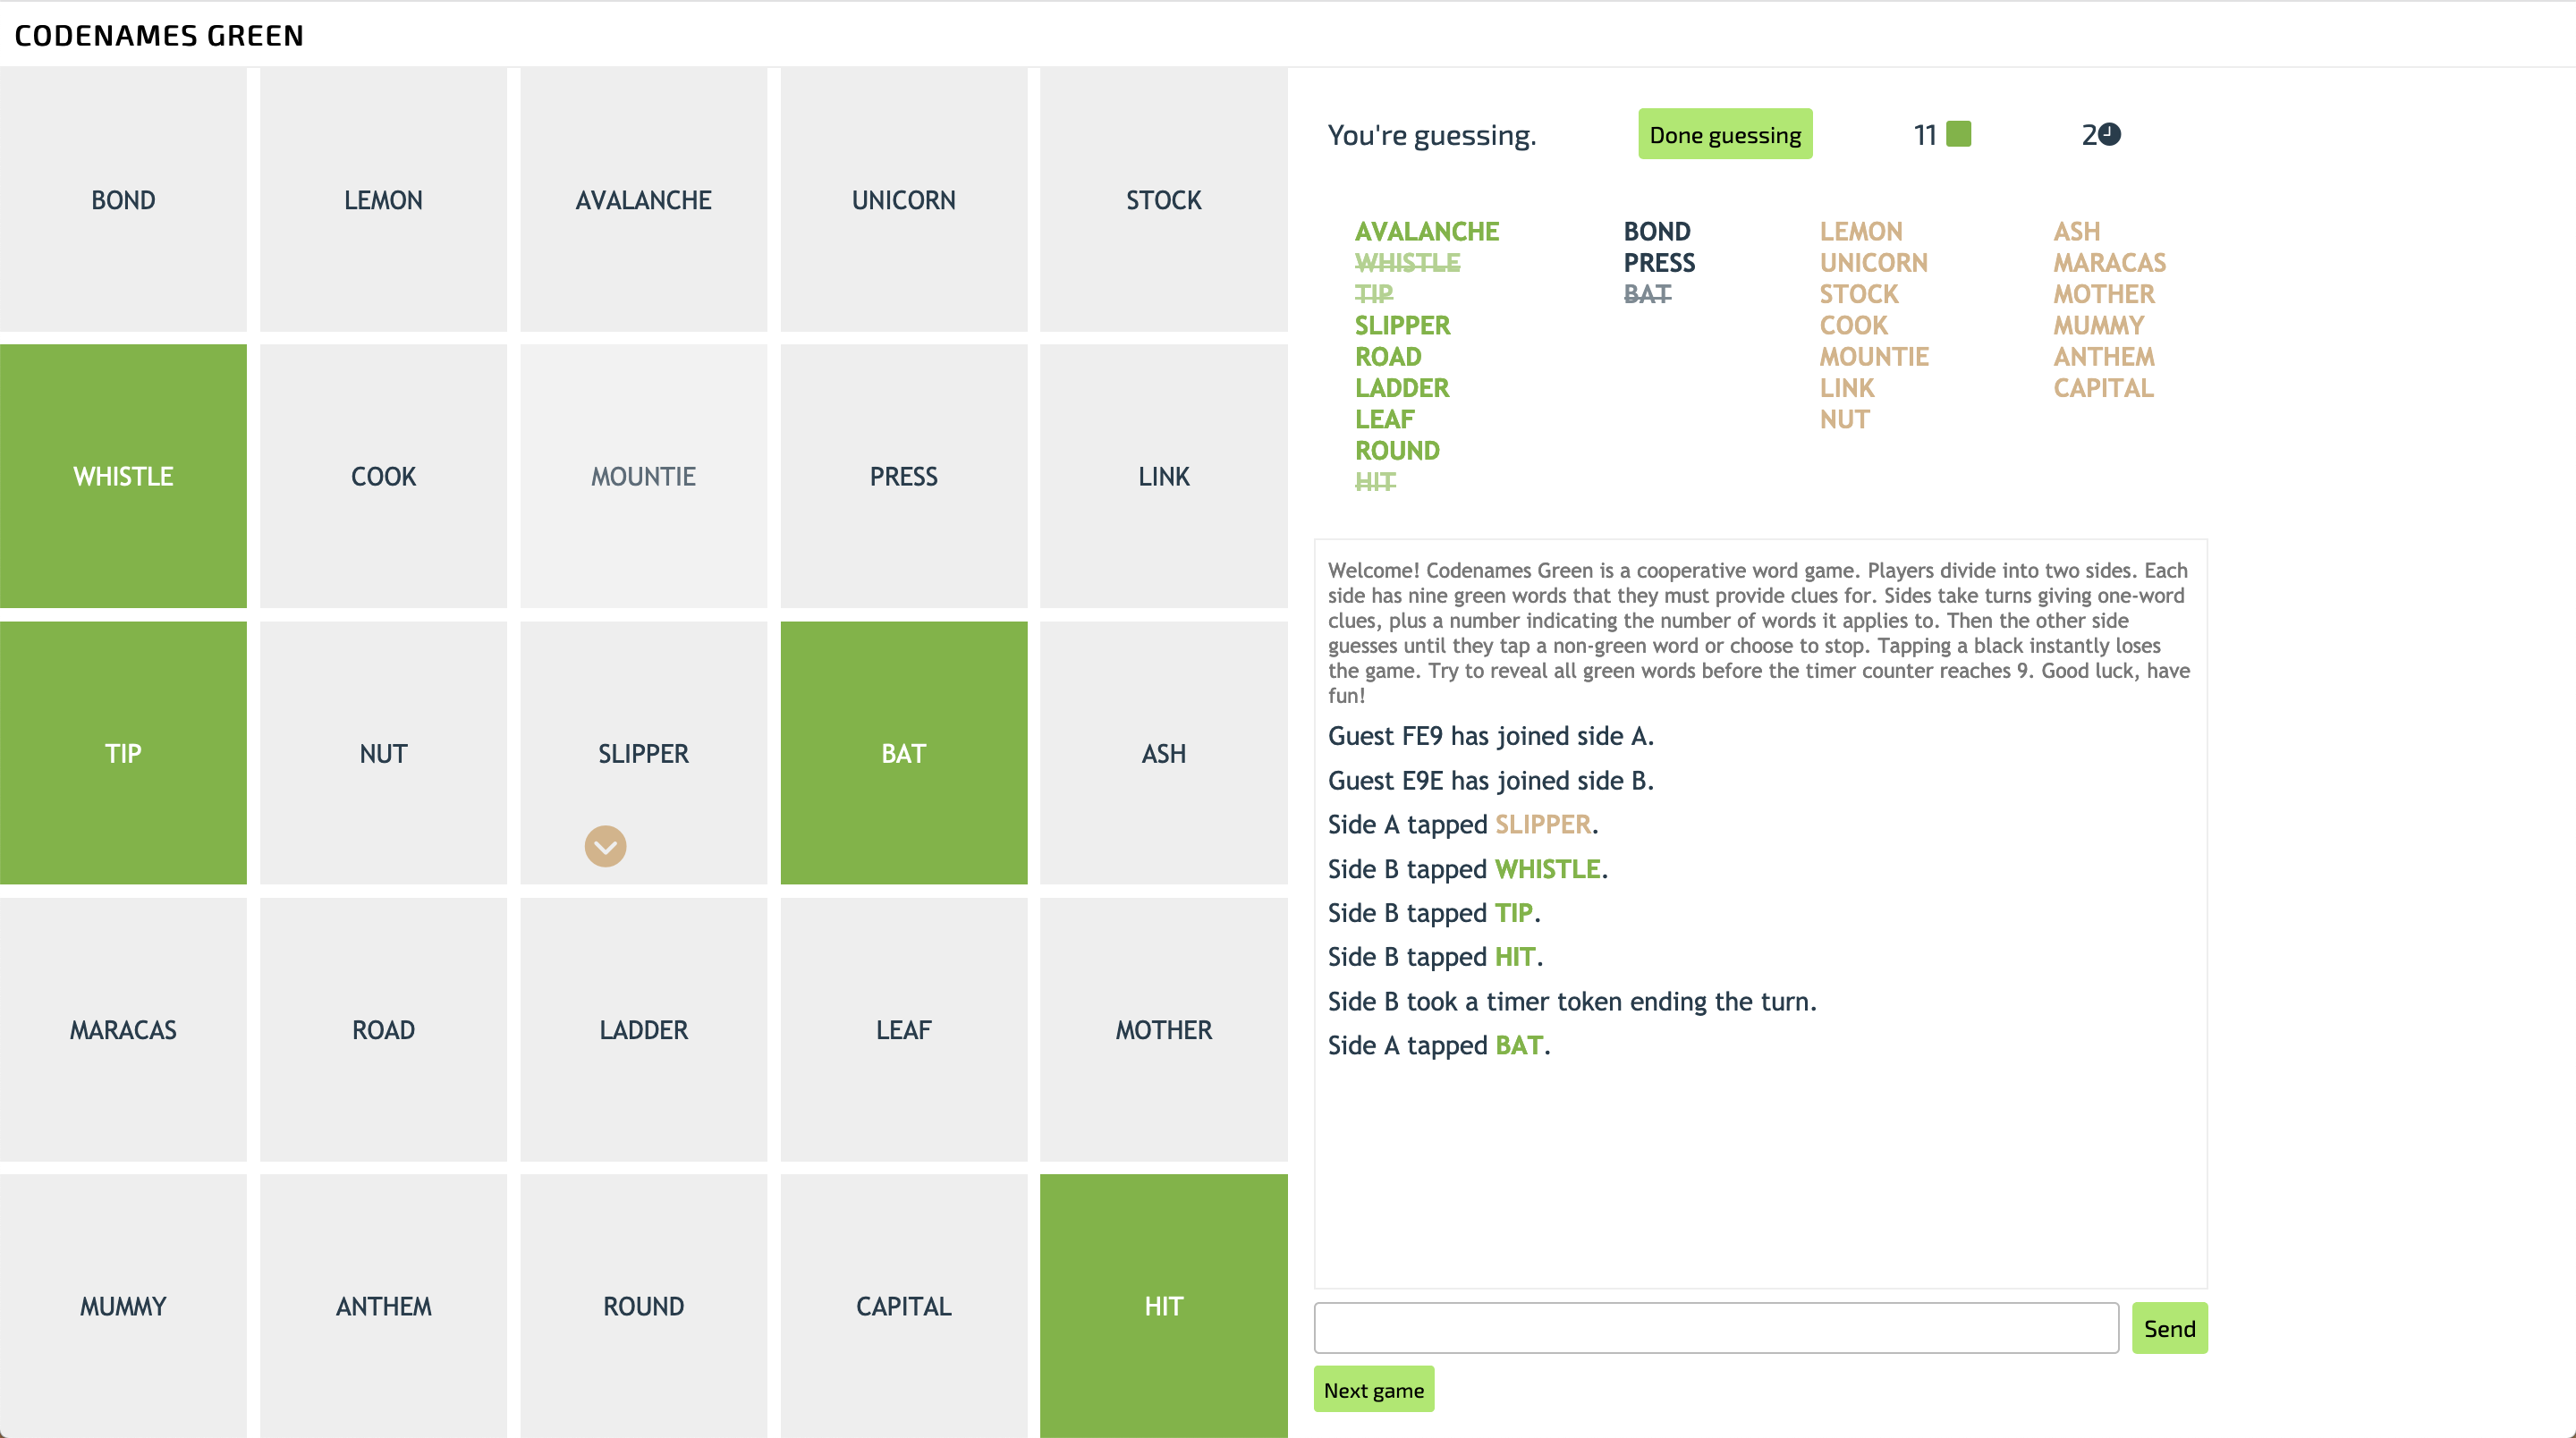 CODENAMES GREEN
BOND
LEMON
AVALANCHE
UNICORN
STOCK
WHISTLE
COOK
MOUNTIE
PRESS
LINK
TIP
NUT
SLIPPER
BAT
ASH
MARACAS
ROAD
LADDER
LEAF
MOTHER
MUMMY
ANTHEM
ROUND
CAPITAL
HIT
You're guessing.
Done guessing
11
2
AVALANCHE
WHISTLE
TIP
SLIPPER
ROAD
LADDER
LEAF
ROUND
HIT
BOND
PRESS
BAT
LEMON
UNICORN
STOCK
COOK
MOUNTIE
LINK
NUT
ASH
MARACAS
MOTHER
MUMMY
ANTHEM
CAPITAL
Welcome! Codenames Green is a cooperative word game. Players divide into two sides. Each
side has nine green words that they must provide clues for. Sides take turns giving one-word
clues, plus a number indicating the number of words it applies to. Then the other side
guesses until they tap a non-green word or choose to stop. Tapping a black instantly loses
the game. Try to reveal all green words before the timer counter reaches 9. Good luck, have
fun!
Guest FE9 has joined side A.
Guest E9E has joined side B.
Side A tapped SLIPPER.
Side B tapped WHISTLE.
Side B tapped TIP.
Side B tapped HIT.
Side B took a timer token ending the turn.
Side A tapped BAT.
Send
Next game